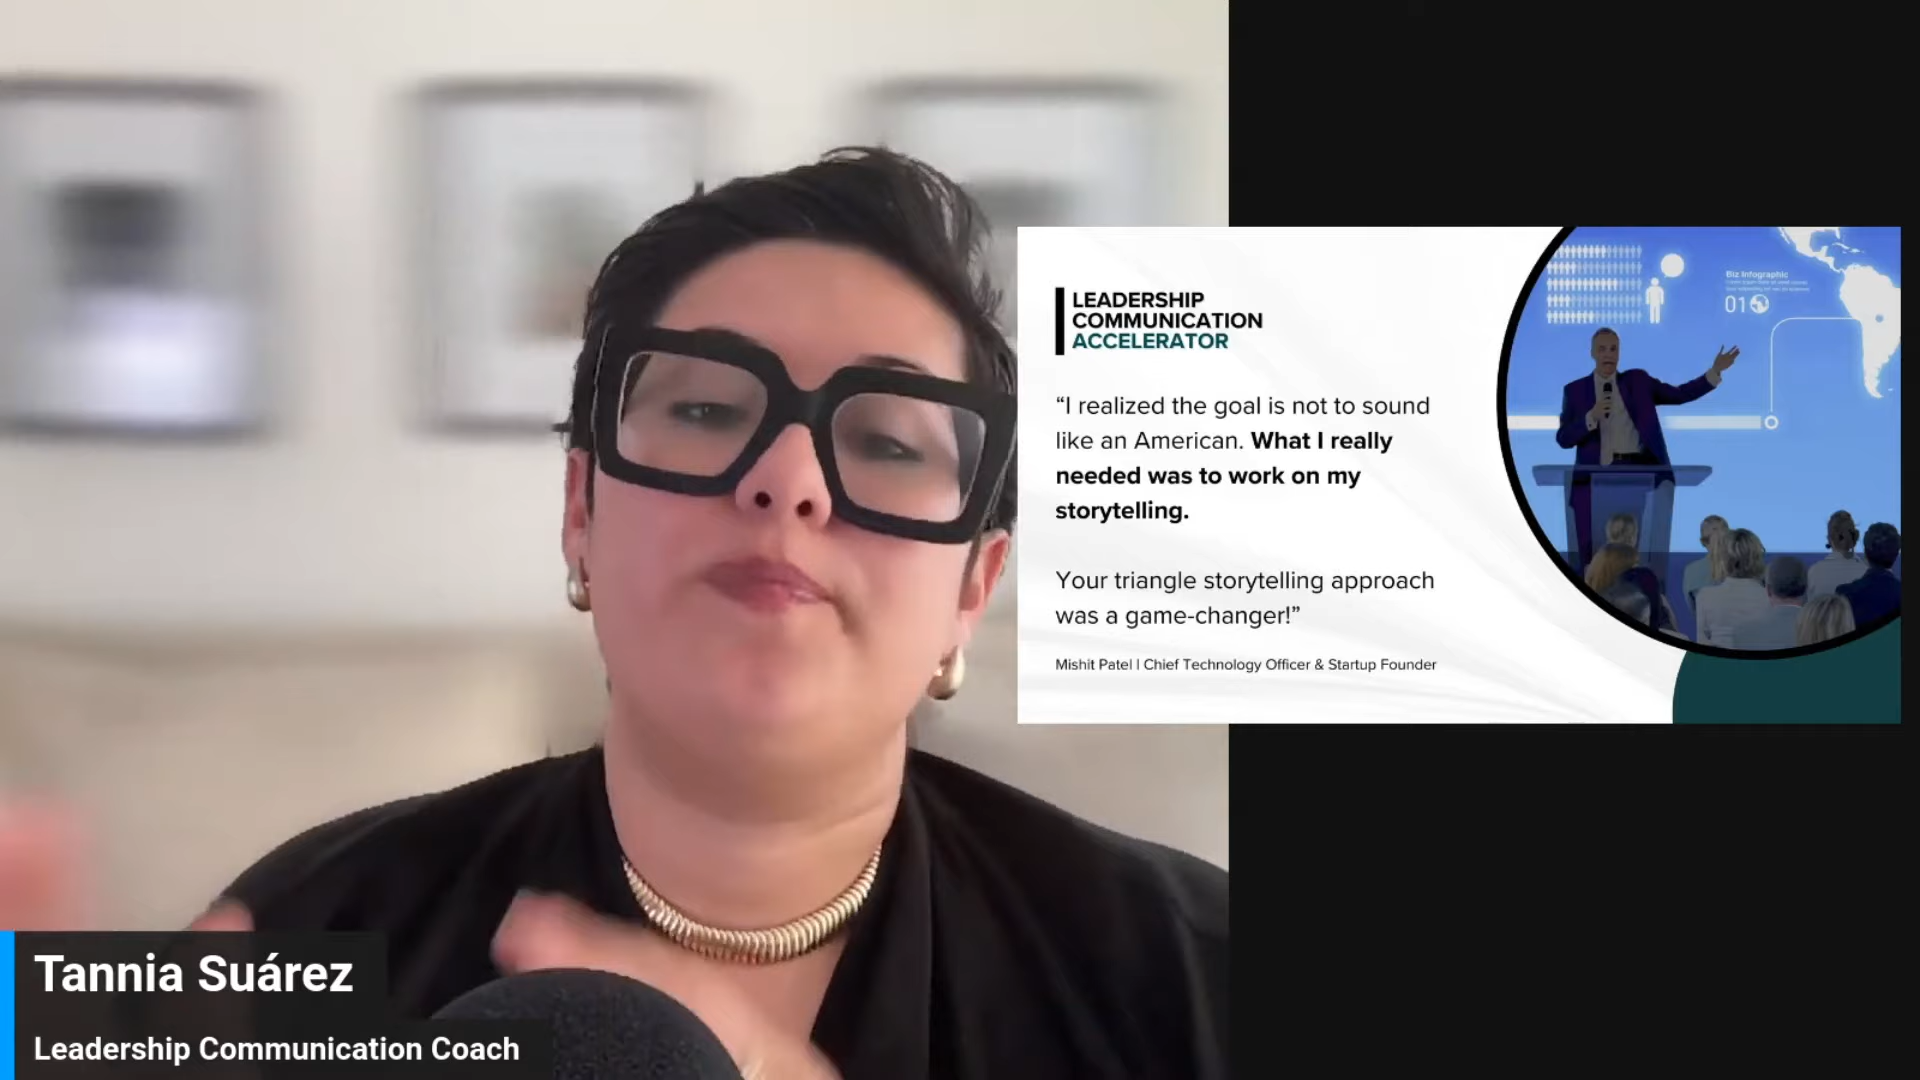 LEADERSHIP
COMMUNICATION
ACCELERATOR
“I realized the goal is not to sound
like an American. What I really
needed was to work on my
storytelling.
Your triangle storytelling approach
was a game-changer!”
Mishit Patel | Chief Technology Officer & Startup Founder
Biz Infographic
01
Tannia Suárez
Leadership Communication Coach